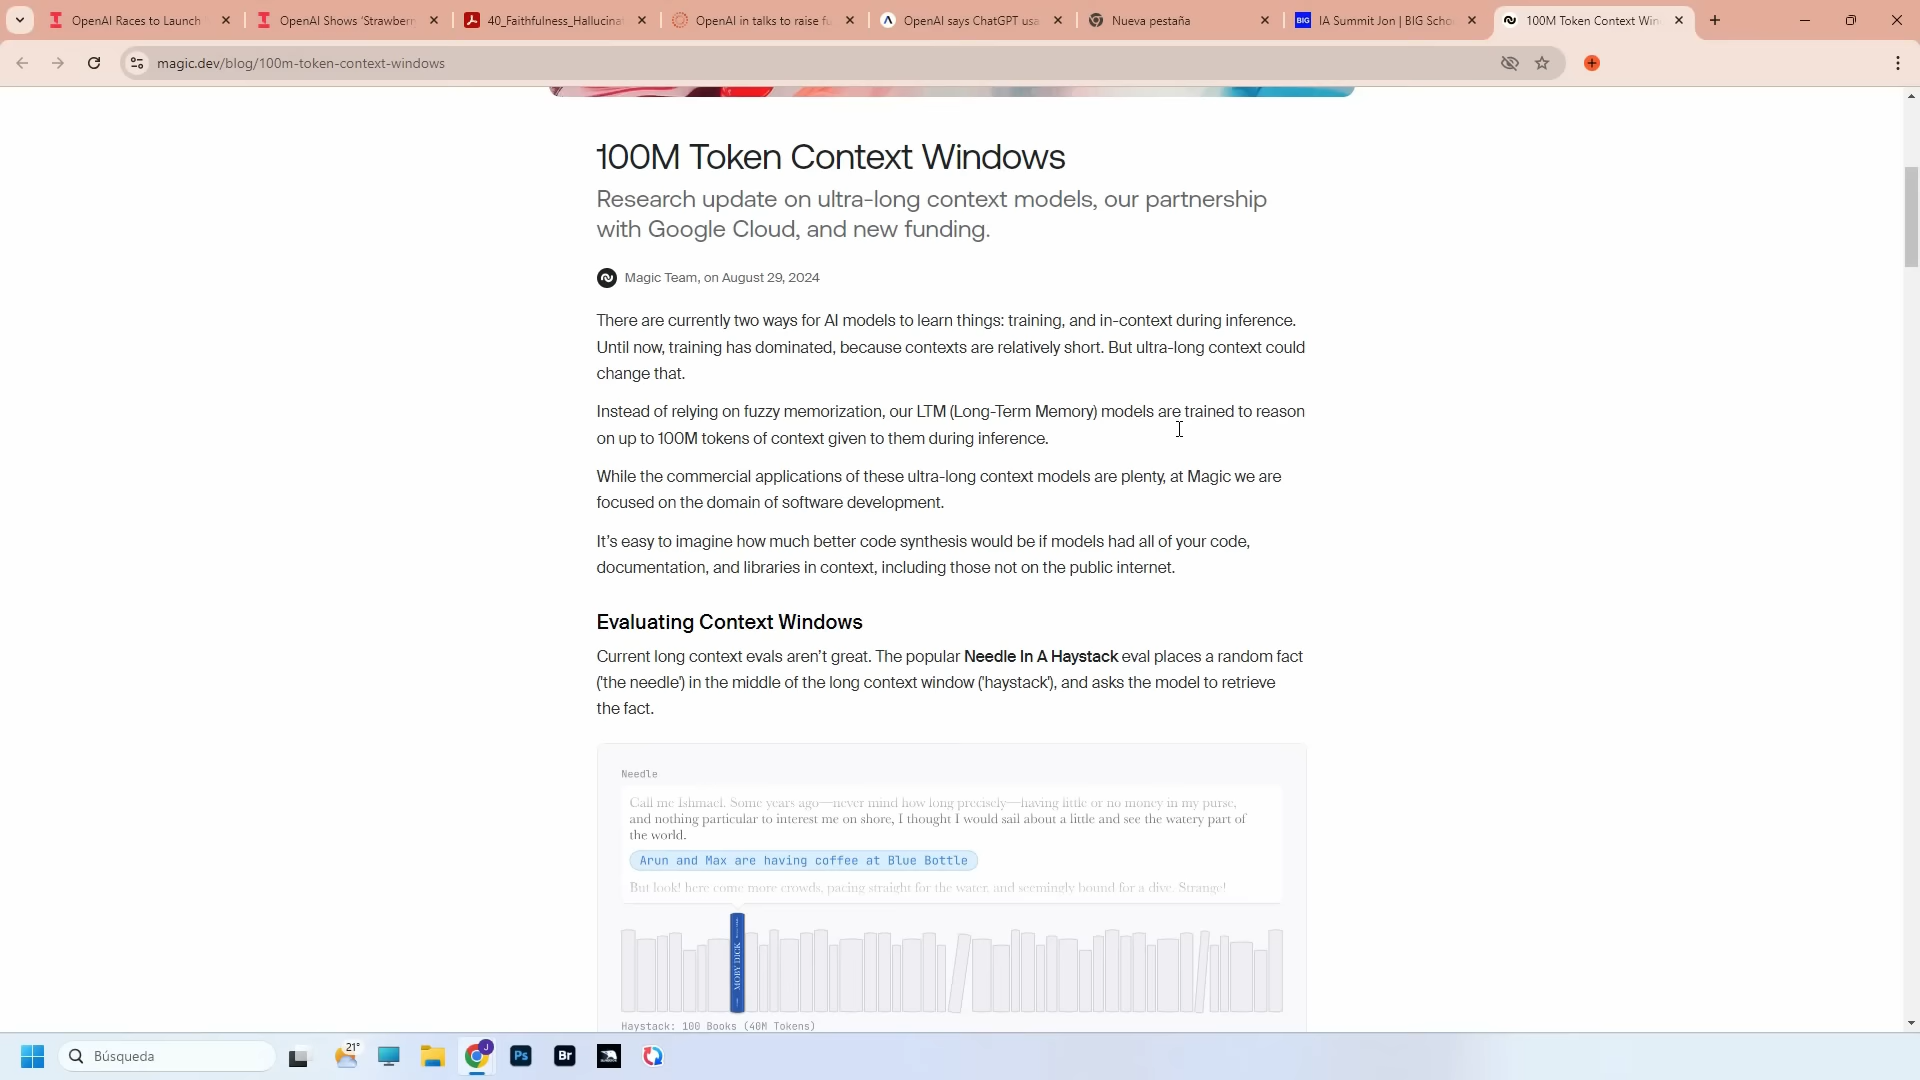 OpenAI Races to Launch
OpenAI Shows 'Strawberr
40_Faithfulness_Hallucinat
OpenAI in talks to raise fu
OpenAI says ChatGPT usa
Nueva pestaña
BIG
IA Summit Jon | BIG Scho
100M Token Context Win
magic.dev/blog/100m-token-context-windows
100M Token Context Windows
Research update on ultra-long context models, our partnership
with Google Cloud, and new funding.
Magic Team, on August 29, 2024
There are currently two ways for AI models to learn things: training, and in-context during inference.
Until now, training has dominated, because contexts are relatively short. But ultra-long context could
change that.
Instead of relying on fuzzy memorization, our LTM (Long-Term Memory) models are trained to reason
on up to 100M tokens of context given to them during inference.
While the commercial applications of these ultra-long context models are plenty, at Magic we are
focused on the domain of software development.
It's easy to imagine how much better code synthesis would be if models had all of your code,
documentation, and libraries in context, including those not on the public internet.
Evaluating Context Windows
Current long context evals aren't great. The popular Needle In A Haystack eval places a random fact
('the needle') in the middle of the long context window ('haystack'), and asks the model to retrieve
the fact.
Needle
Call me Ishmael. Some years ago—never mind how long precisely—having little or no money in my purse,
and nothing particular to interest me on shore, I thought I would sail about a little and see the watery part of
the world.
Arun and Max are having coffee at Blue Bottle
But look! here come more crowds, pacing straight for the water, and seemingly bound for a dive. Strange!
MOBY DICK
Haystack: 100 Books (40M Tokens)
Búsqueda
21°
J
Ps
Br